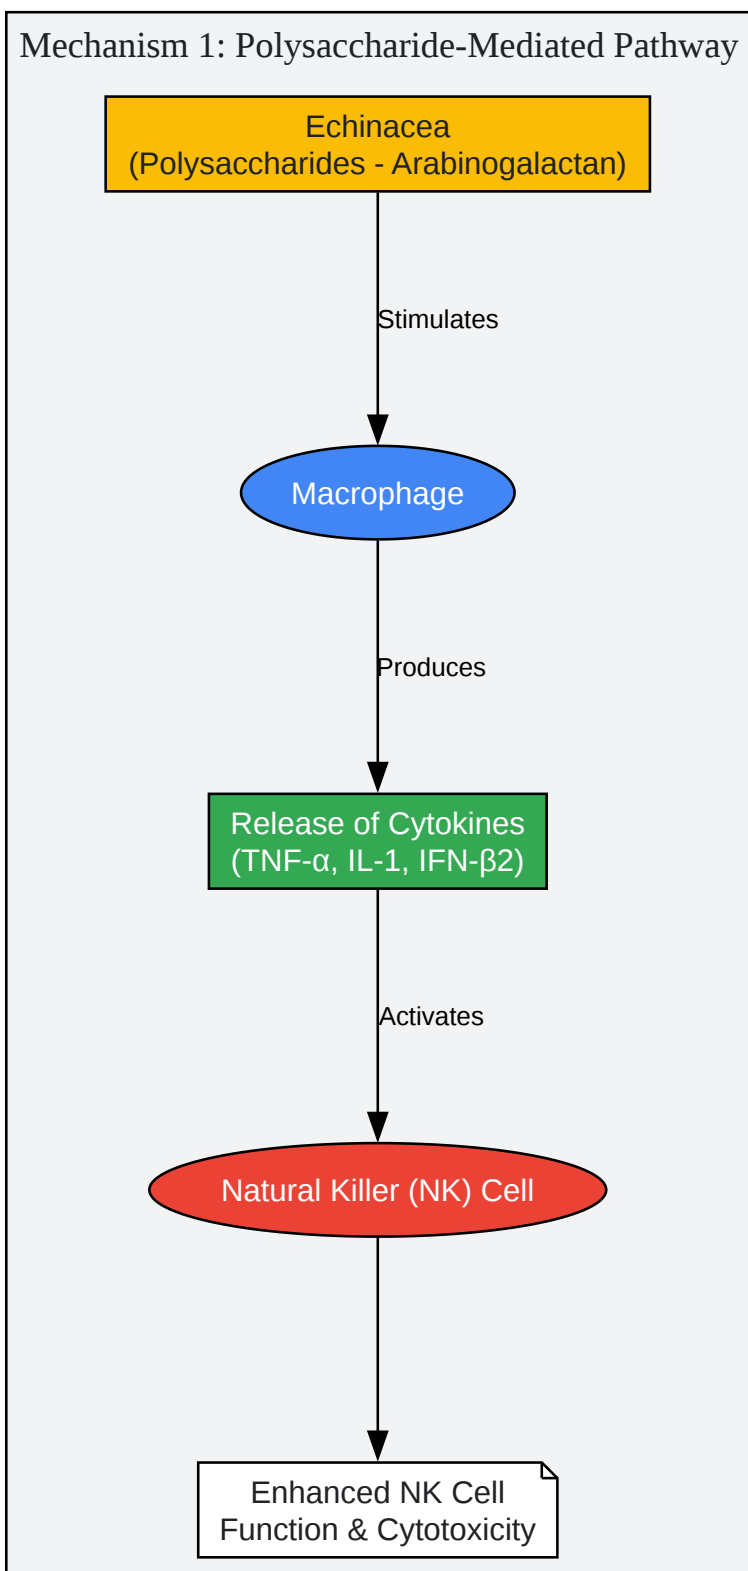 Mechanism 1: Polysaccharide-Mediated Pathway
Echinacea
(Polysaccharides - Arabinogalactan)
Stimulates
Macrophage
Produces
Release of Cytokines
(TNF-α, IL-1, IFN-β2)
Activates
Natural Killer (NK) Cell
Enhanced NK Cell
Function & Cytotoxicity